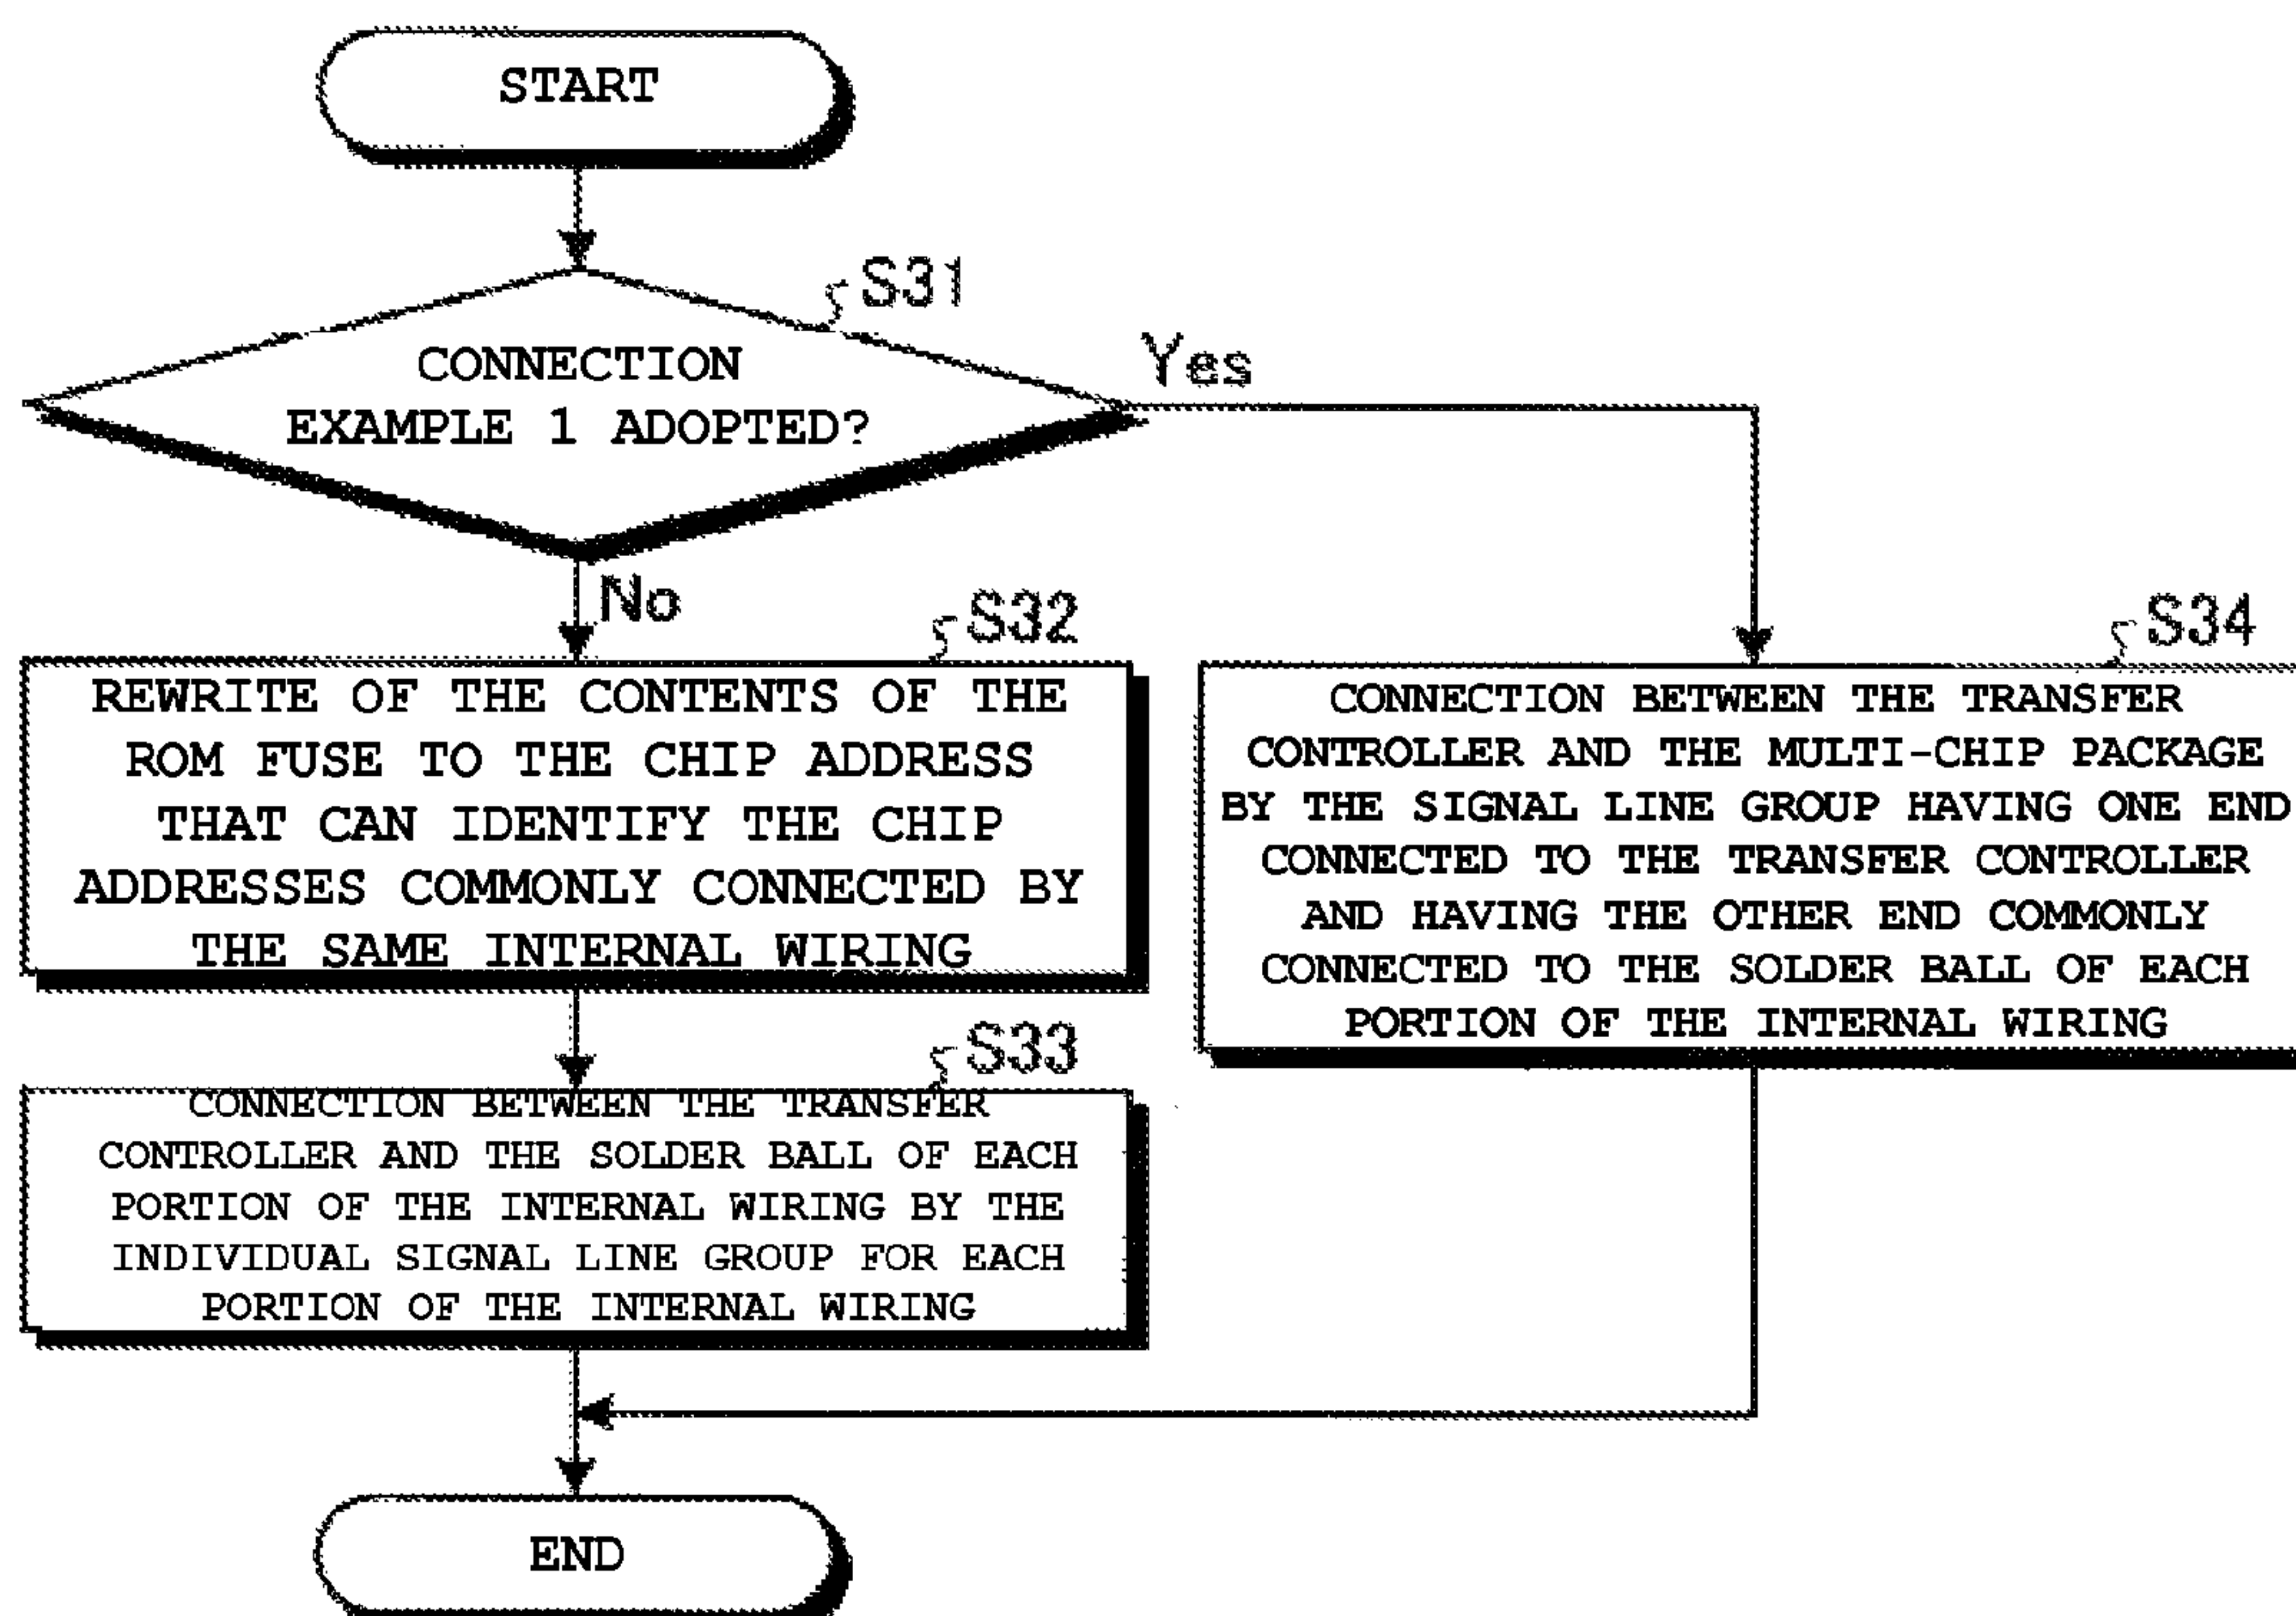 START
S31
CONNECTION
EXAMPLE 1 ADOPTED?
Yes
No
S32
REWRITE OF THE CONTENTS OF THE
ROM FUSE TO THE CHIP ADDRESS
THAT CAN IDENTIFY THE CHIP
ADDRESSES COMMONLY CONNECTED BY
THE SAME INTERNAL WIRING
S33
CONNECTION BETWEEN THE TRANSFER
CONTROLLER AND THE SOLDER BALL OF EACH
PORTION OF THE INTERNAL WIRING BY THE
INDIVIDUAL SIGNAL LINE GROUP FOR EACH
PORTION OF THE INTERNAL WIRING
S34
CONNECTION BETWEEN THE TRANSFER
CONTROLLER AND THE MULTI-CHIP PACKAGE
BY THE SIGNAL LINE GROUP HAVING ONE END
CONNECTED TO THE TRANSFER CONTROLLER
AND HAVING THE OTHER END COMMONLY
CONNECTED TO THE SOLDER BALL OF EACH
PORTION OF THE INTERNAL WIRING
END